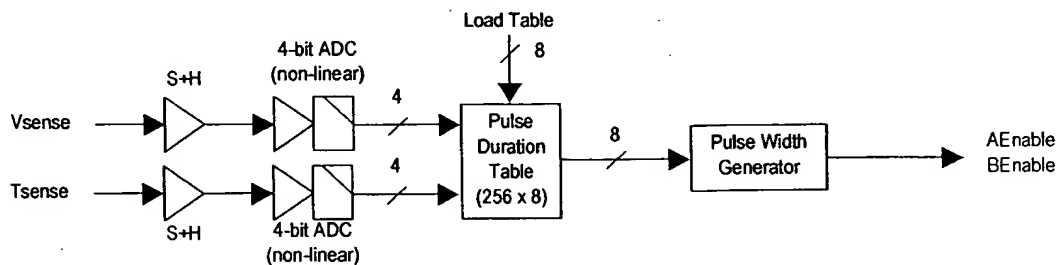 Load Table
8
4-bit ADC
(non-linear)
S+H
4
Vsense
Pulse
Duration
Table
(256 x 8)
8
Pulse Width
Generator
AEnable
BEnable
Tsense
4
S+H
4-bit ADC
(non-linear)